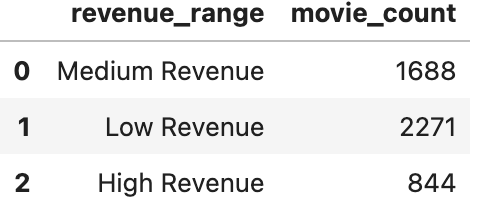 revenue_range movie_count
0 Medium Revenue 1688
1 Low Revenue 2271
2 High Revenue 844